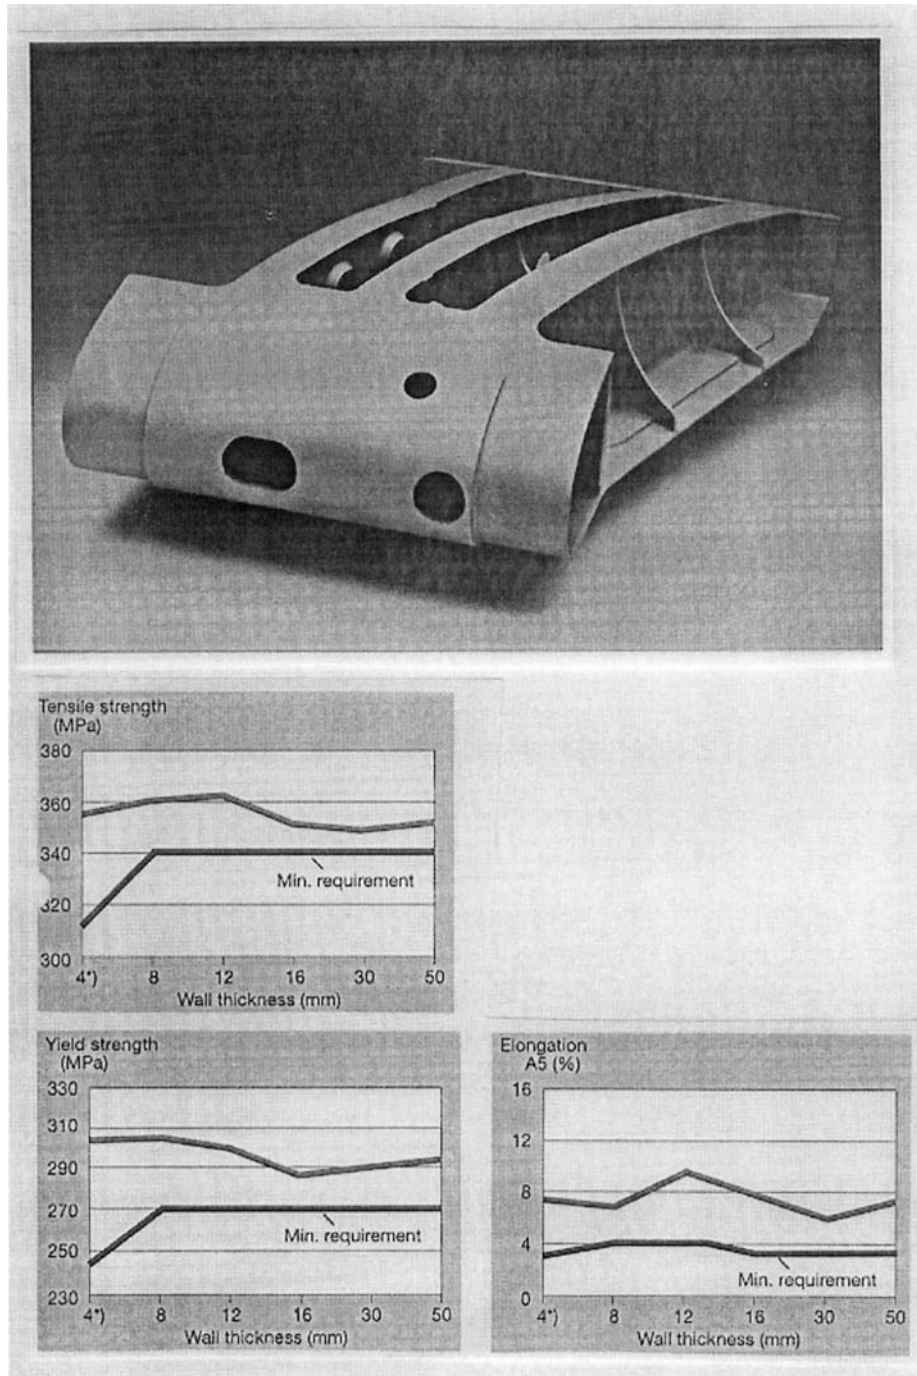 Tensile strength
(MPa)
380
360
340
320
300
Min. requirement
4*) 8 12 16 30 50
Wall thickness (mm)
Yield strength
(MPa)
330
310
290
270
250
230
Min. requirement
4*) 8 12 16 30 50
Wall thickness (mm)
Elongation
A5 (%)
16
12
8
4
0
Min. requirement
4*) 8 12 16 30 50
Wall thickness (mm)